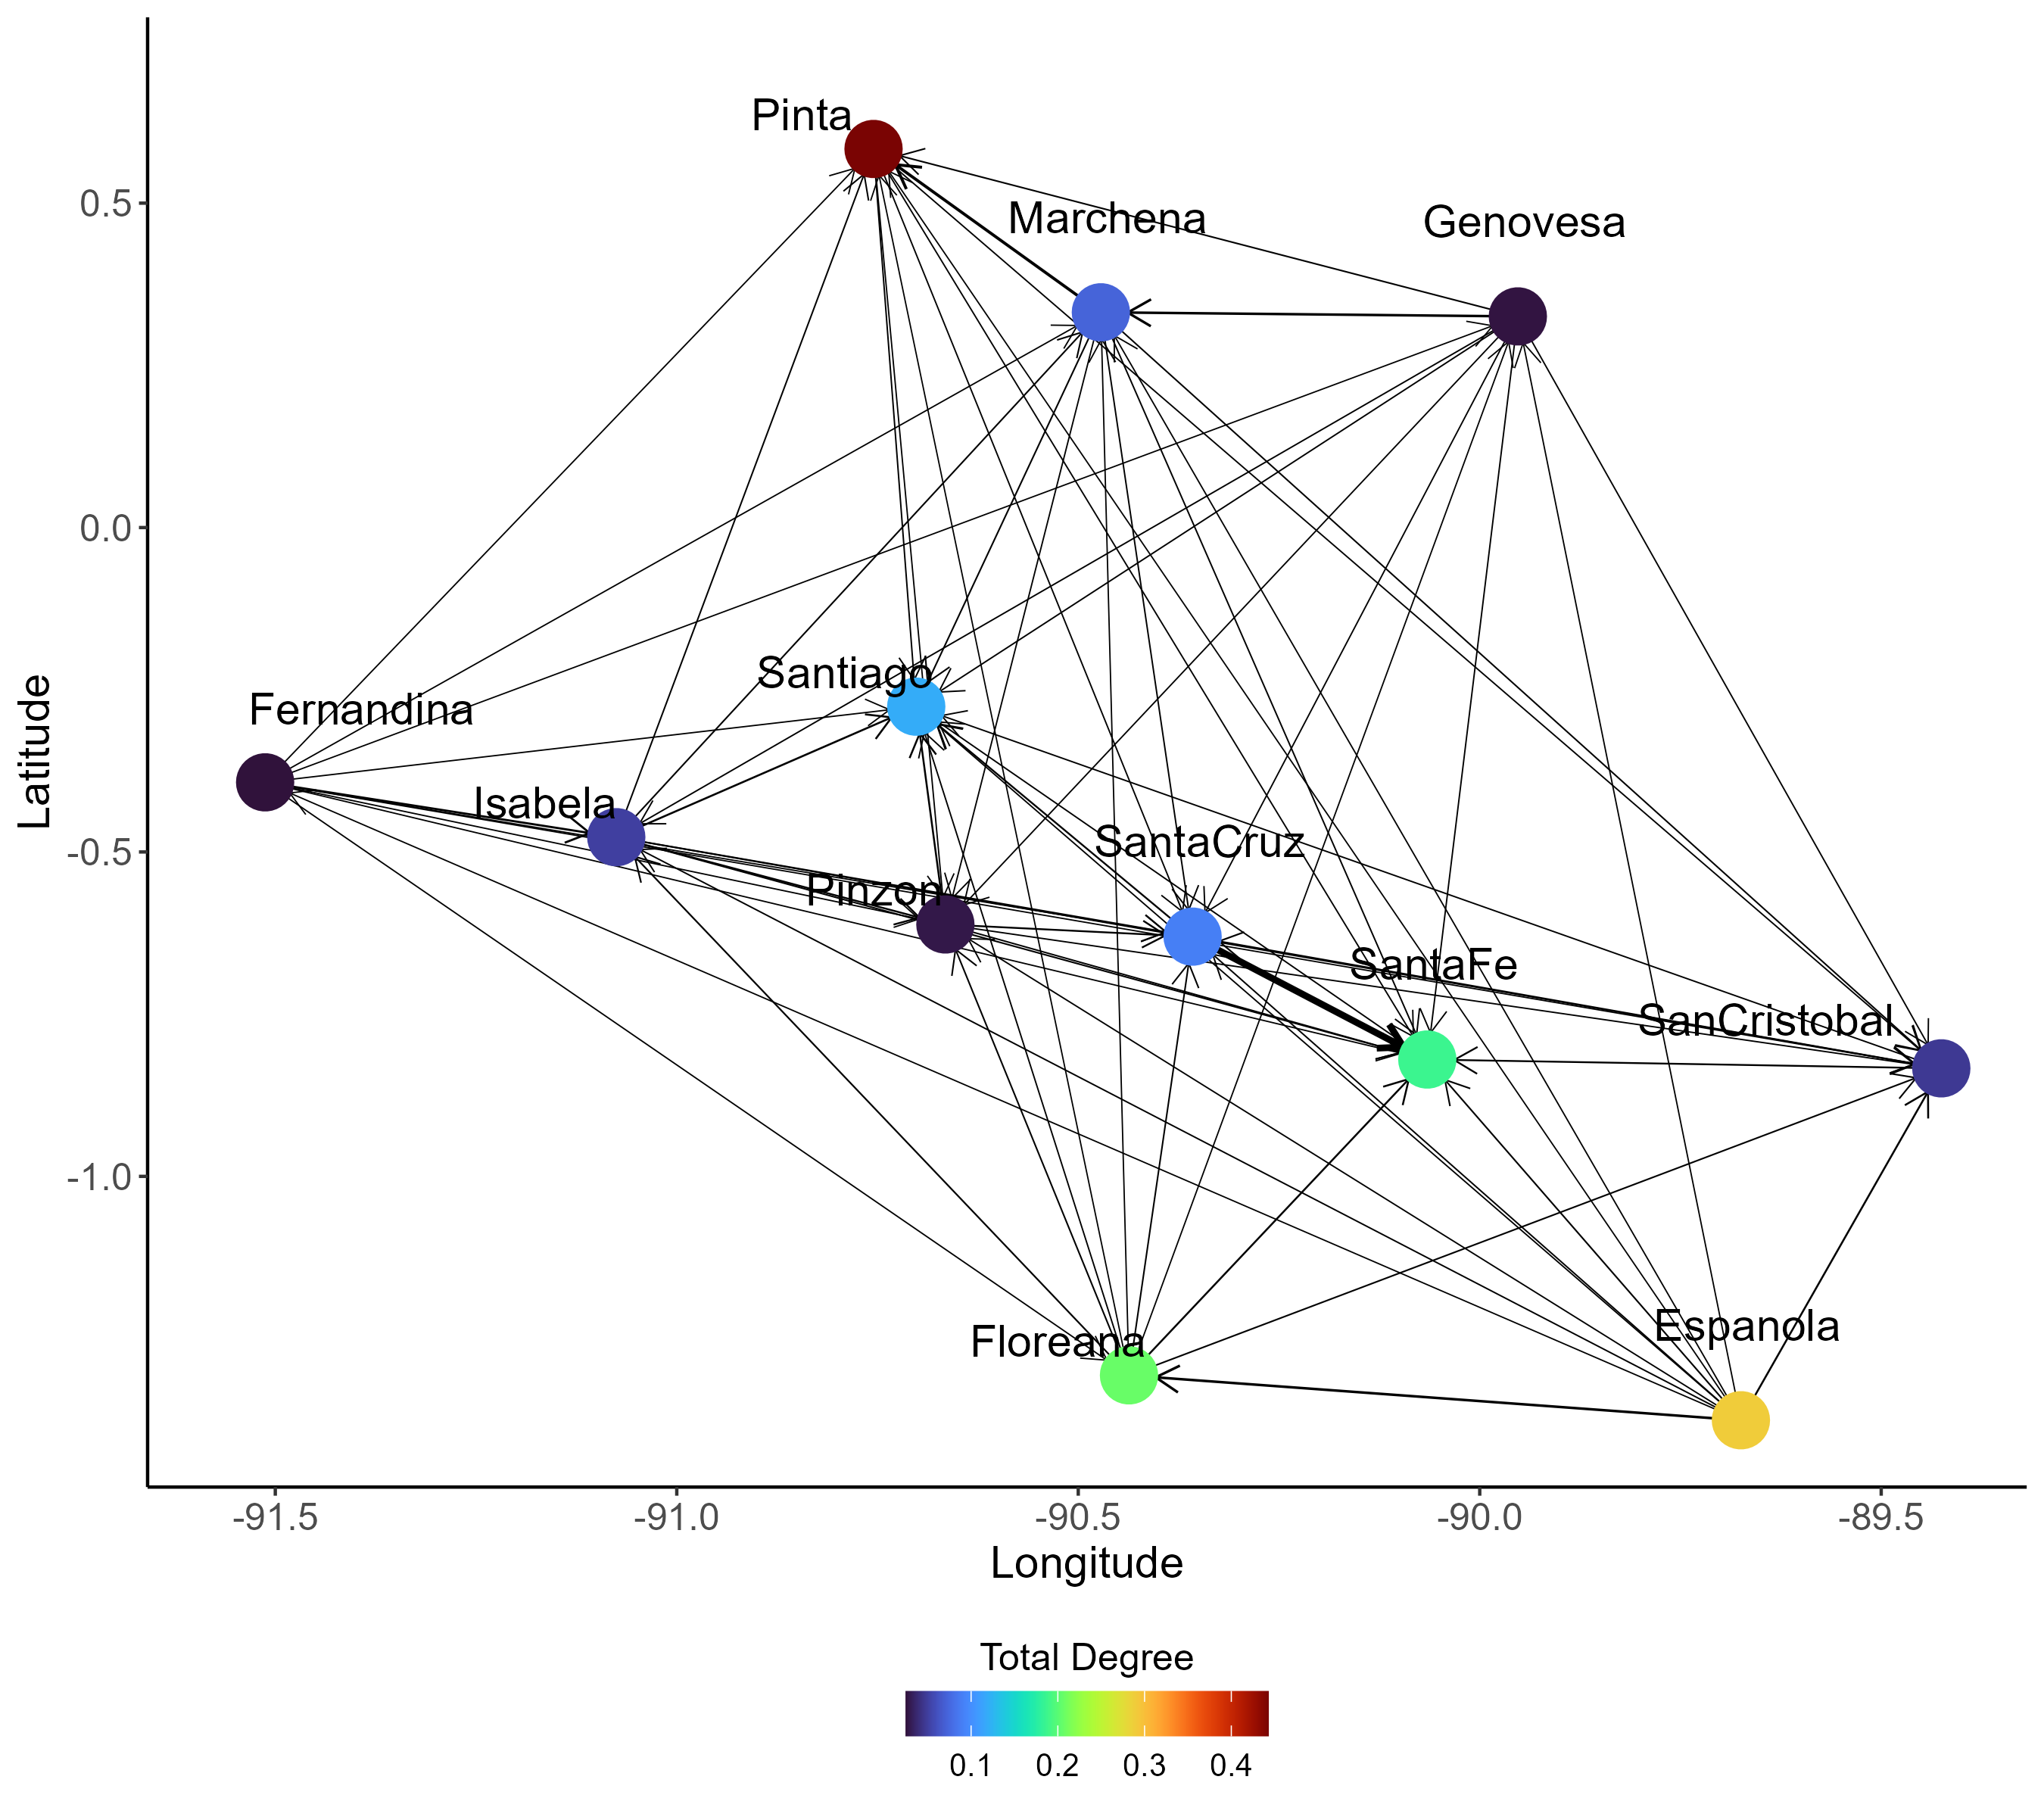 Pinta
Marchena
Genovesa
0.5
0.0
Santiago
Fernandina
Isabela
SantaCruz
-0.5
Pinzon
SantaFe
SanCristobal
-1.0
Espanola
Floreana
Latitude
-91.5 -91.0 -90.5 -90.0 -89.5
Longitude
Total Degree
0.1 0.2 0.3 0.4